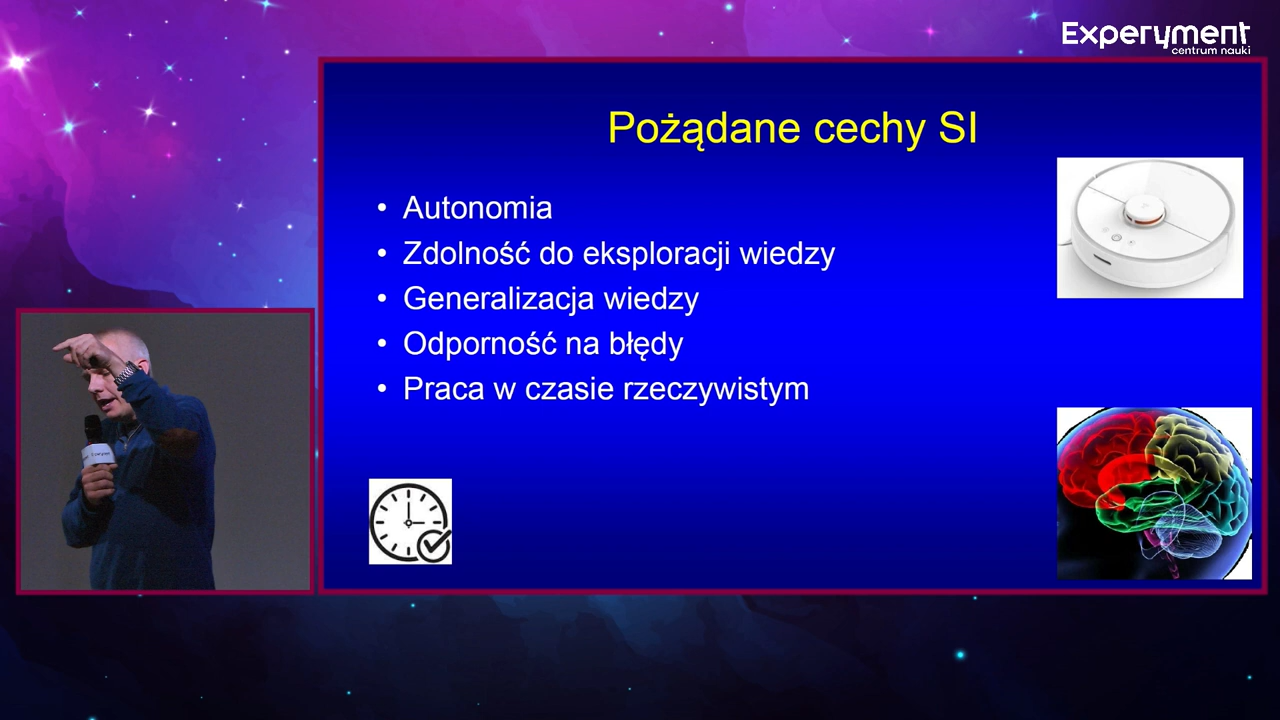 Experyment
centrum nauki
Pożądane cechy SI
• Autonomia
• Zdolność do eksploracji wiedzy
• Generalizacja wiedzy
• Odporność na błędy
• Praca w czasie rzeczywistym